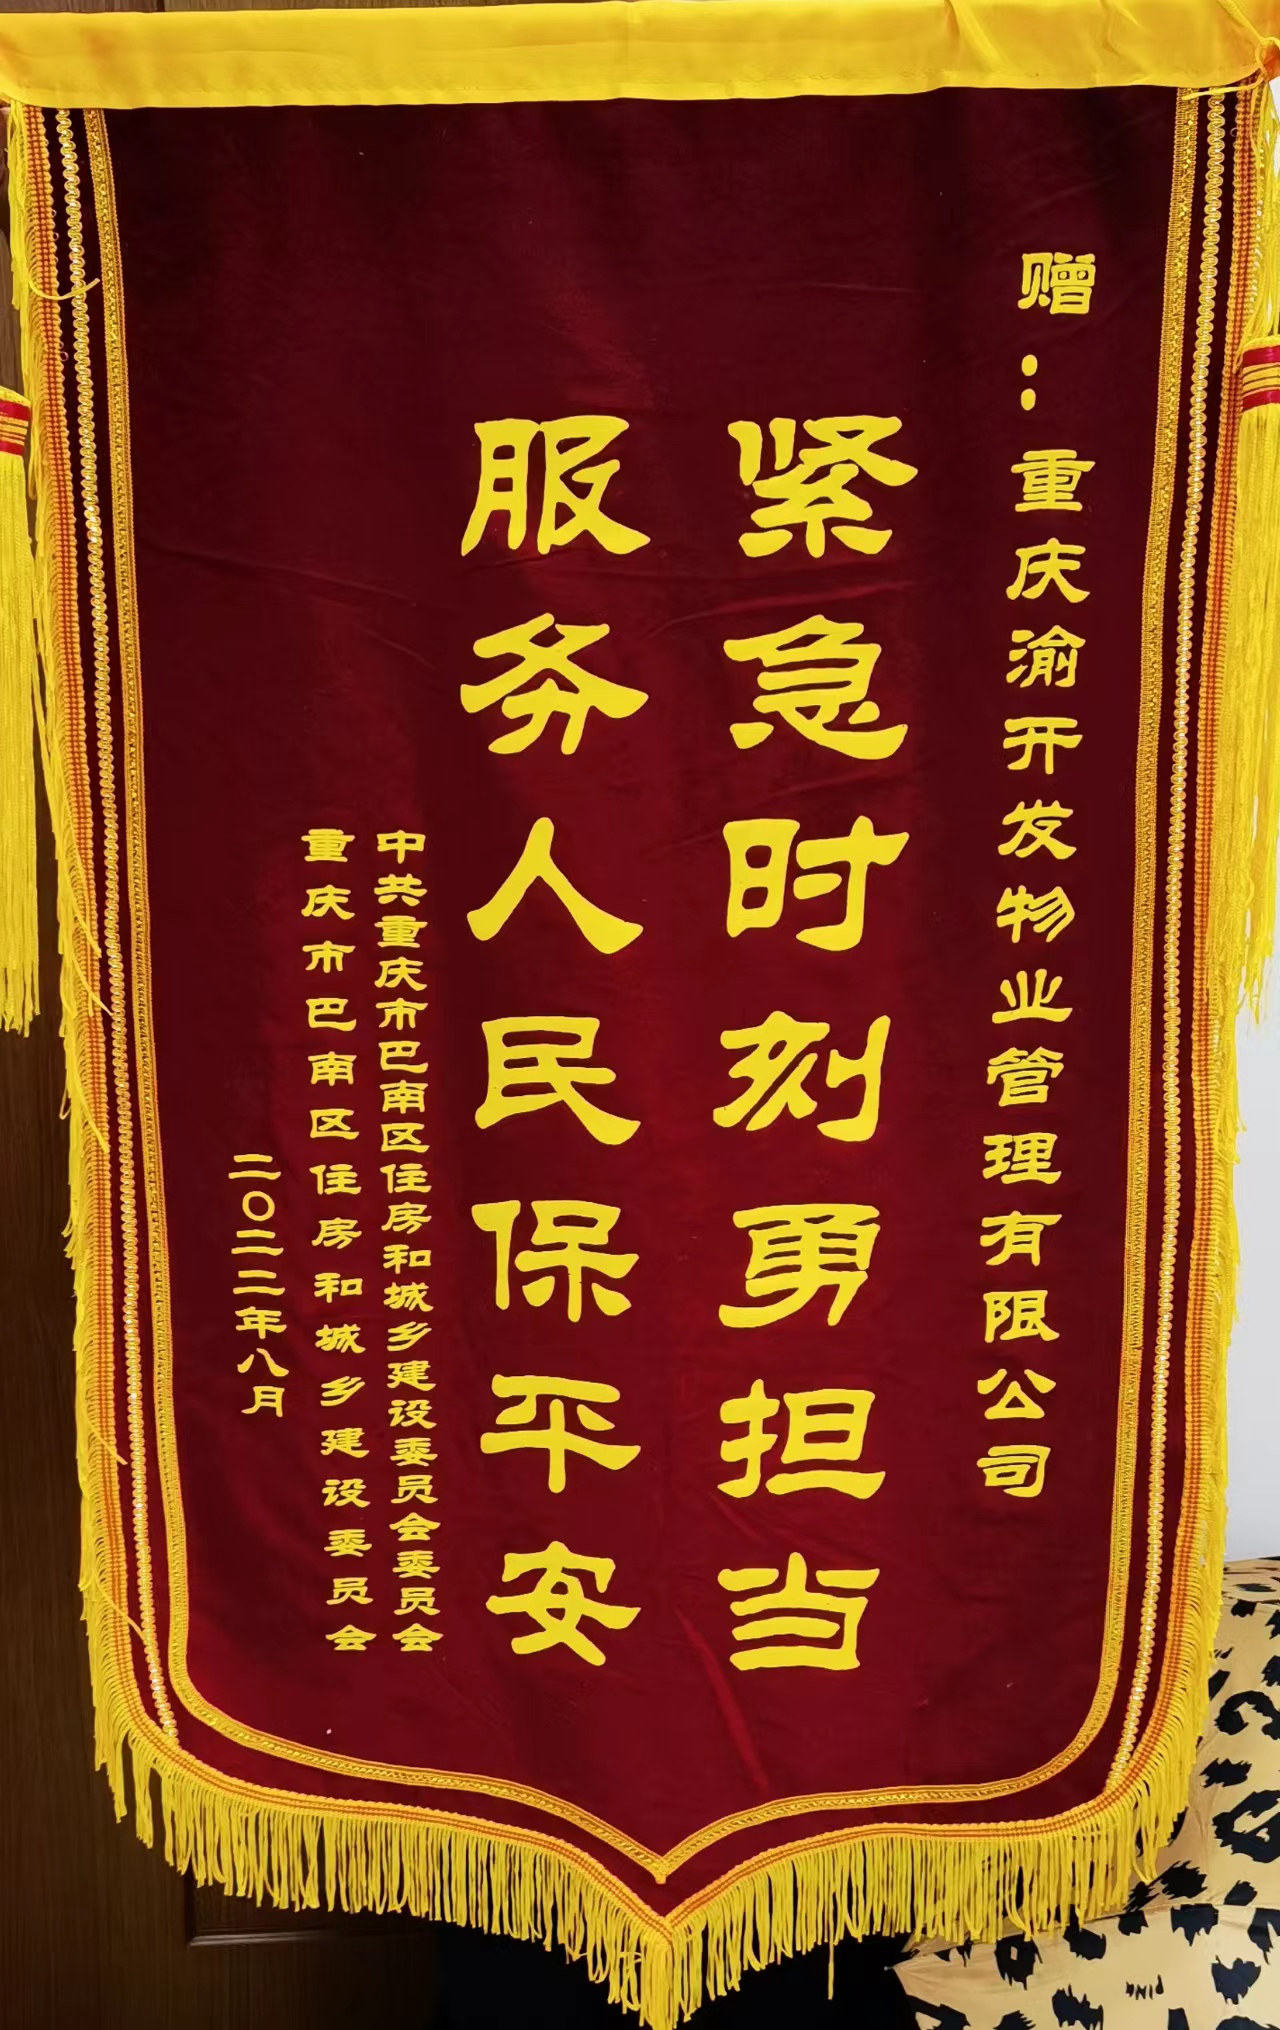 赠：重庆渝开发物业管理有限公司
紧急时刻勇担当
服务人民保平安
中共重庆市巴南区住房和城乡建设委员会委员会
重庆市巴南区住房和城乡建设委员会
二〇二二年八月
PINK